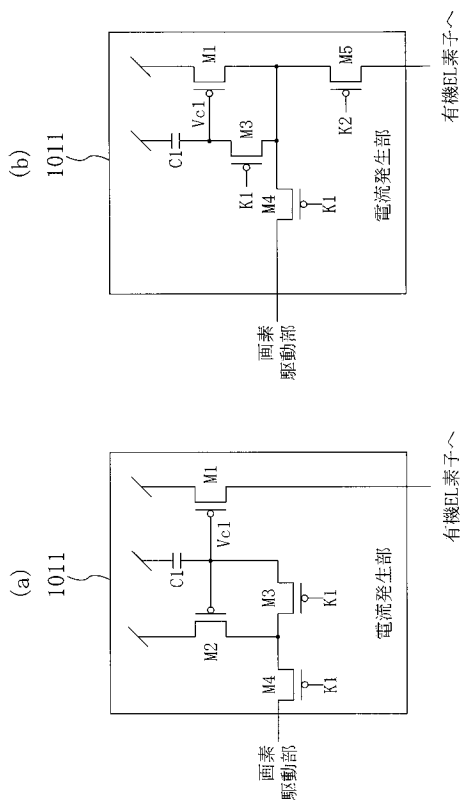 (a)
1011
C1
M2
Vc1
M1
M3
K1
M4
K1
画素
駆動部
電流発生部
有機EL素子へ
(b)
1011
C1
Vc1
M1
M3
K1
M4
K1
K2
M5
画素
駆動部
電流発生部
有機EL素子へ